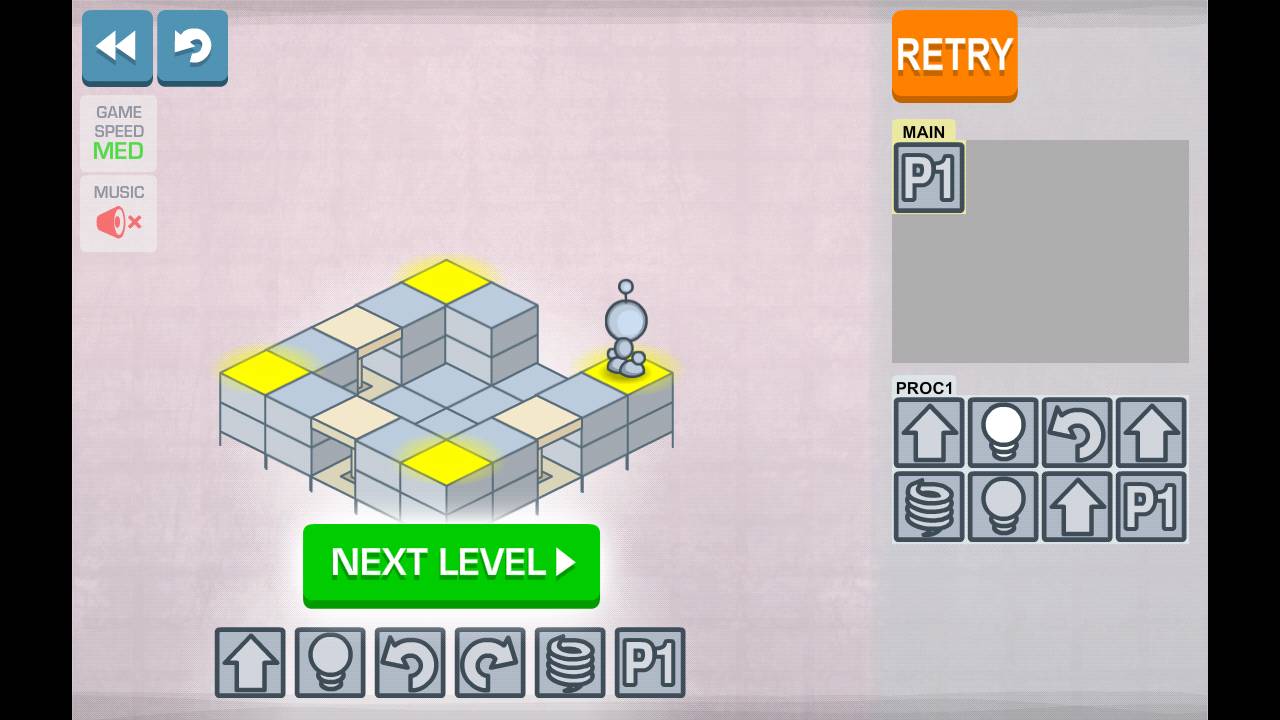 GAME
SPEED
MED
MUSIC
RETRY
MAIN
P1
PROC1
P1
NEXT LEVEL
P1